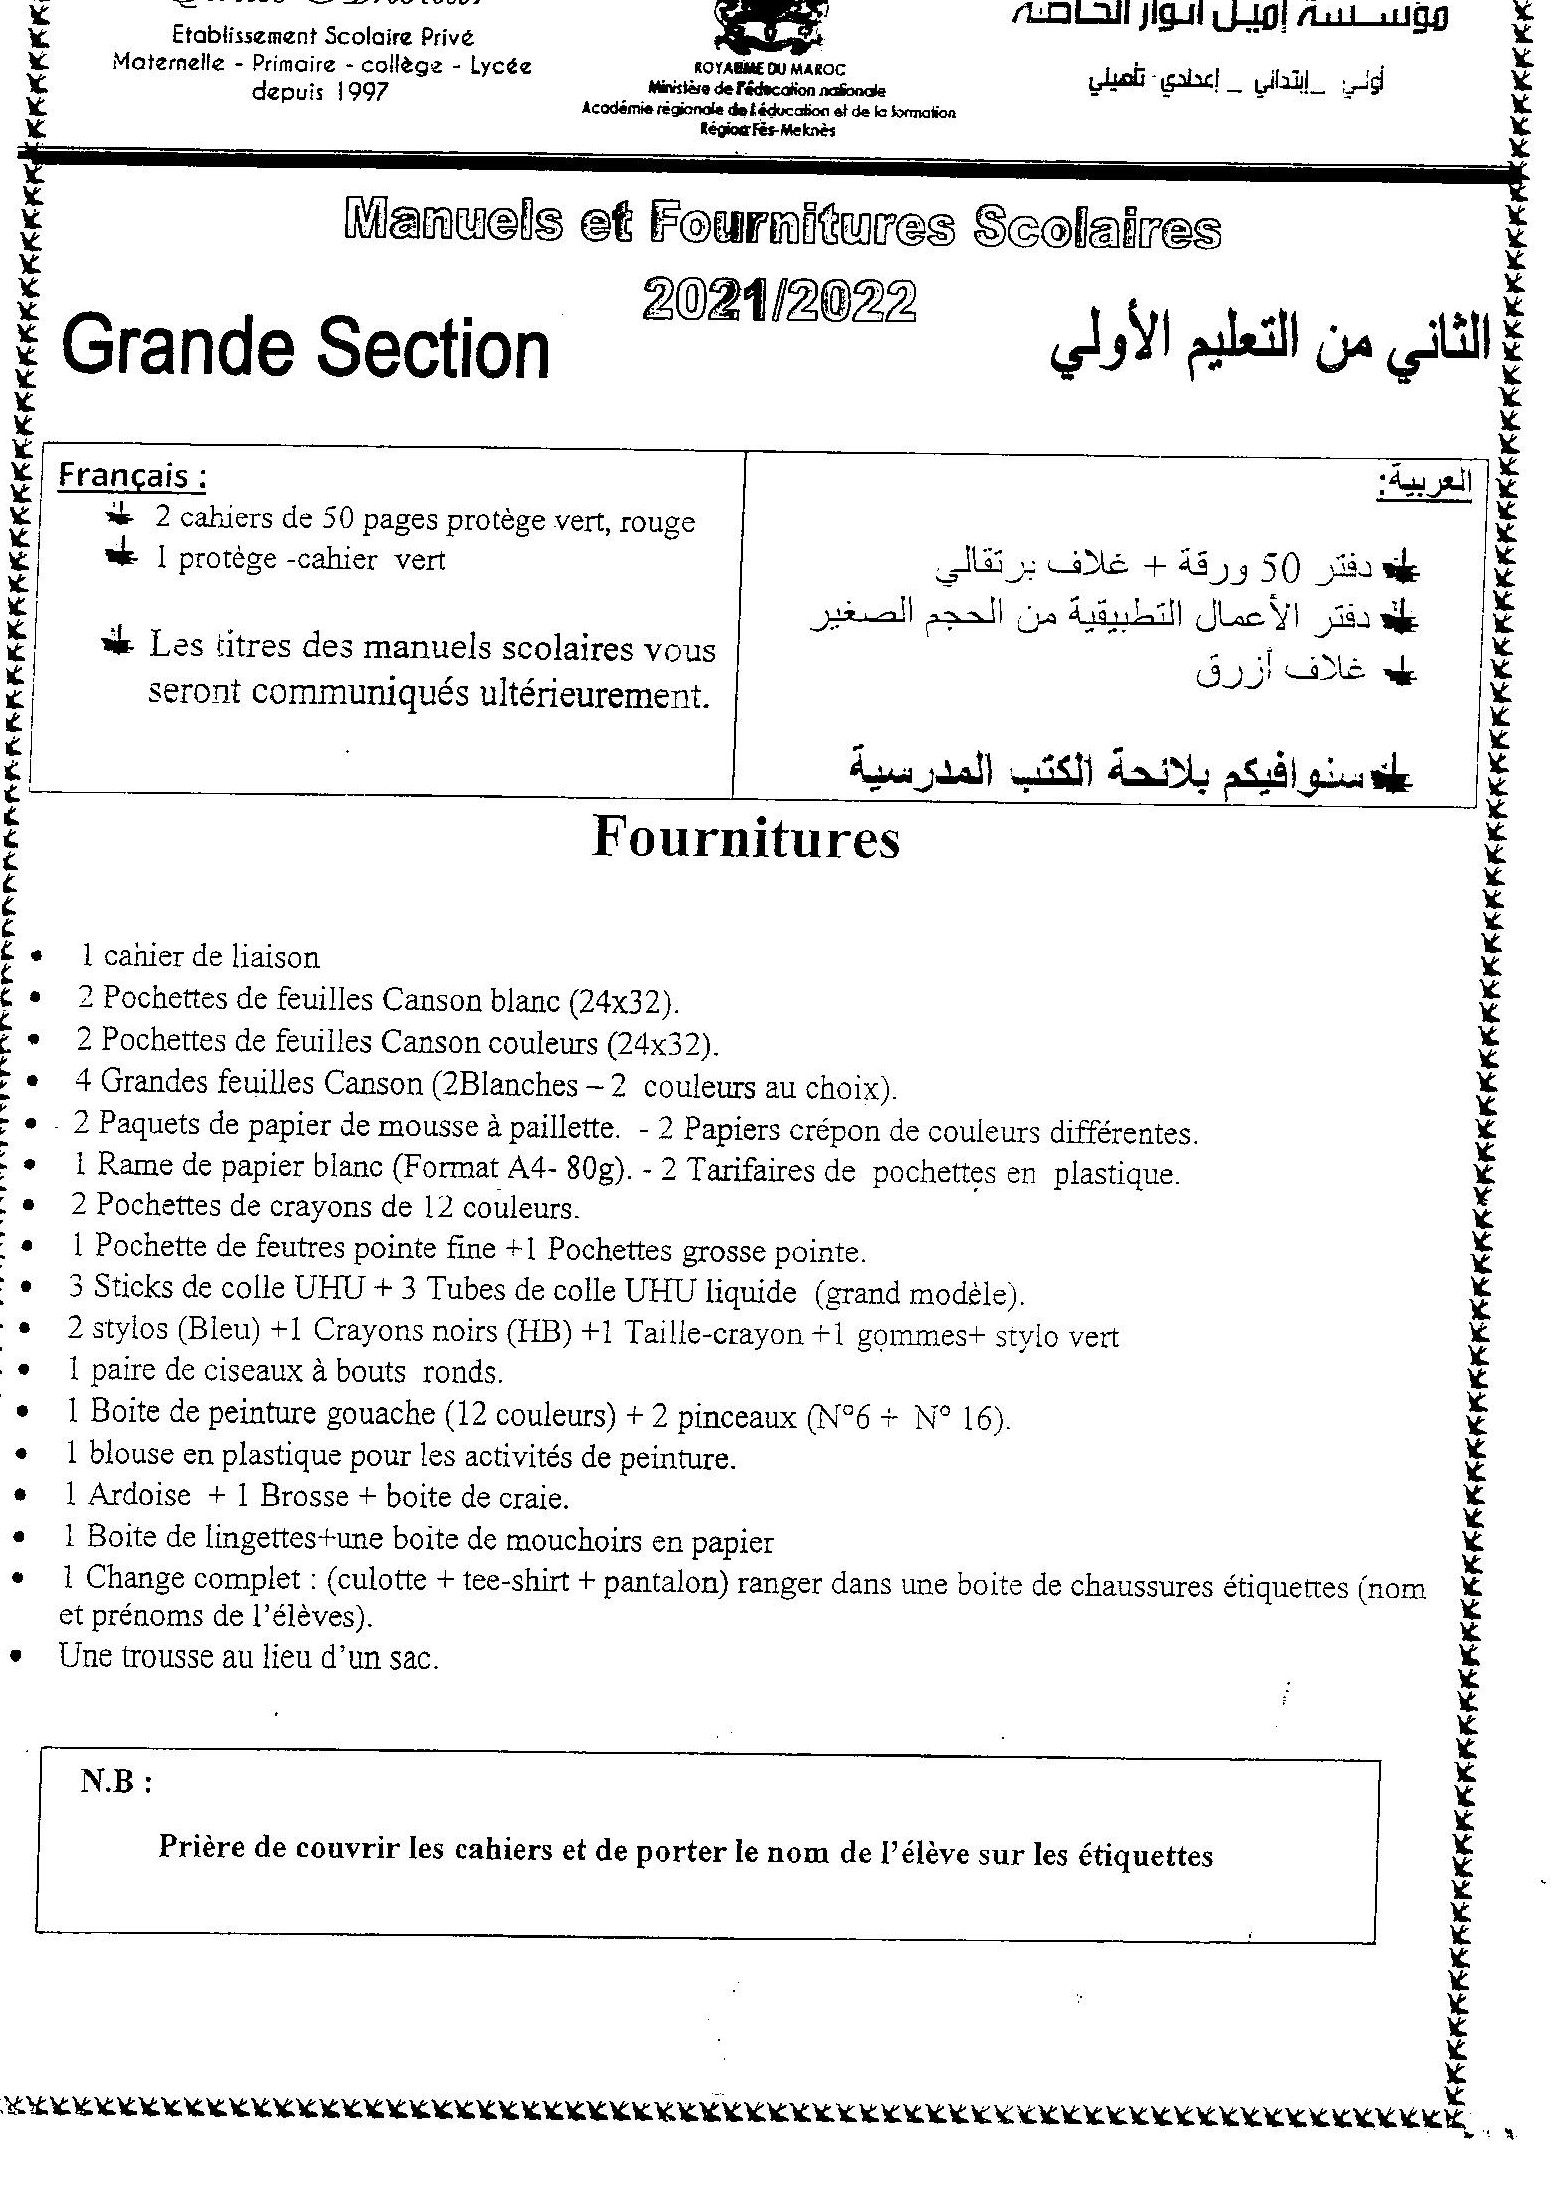 Etablissement Scolaire Privé
Maternelle - Primaire - collège - Lycée
depuis 1997
ROYAUME DU MAROC
Ministère de l'éducation nationale
Académie régionale de l'éducation et de la formation
Région Fès-Meknès
أولي _ إبتدائي _ إعدادي - تأهيلي
Manuels et Fournitures Scolaires
2021/2022
Grande Section
الثاني من التعليم الأولي
Français :
2 cahiers de 50 pages protège vert, rouge
1 protège -cahier vert
Les titres des manuels scolaires vous
seront communiqués ultérieurement.
العربية:
دفتر 50 ورقة + غلاف برتقالي
دفتر الأعمال التطبيقية من الحجم الصغير
غلاف أزرق
سنوافيكم بلائحة الكتب المدرسية
Fournitures
• 1 cahier de liaison
• 2 Pochettes de feuilles Canson blanc (24x32).
• 2 Pochettes de feuilles Canson couleurs (24x32).
• 4 Grandes feuilles Canson (2Blanches – 2 couleurs au choix).
• 2 Paquets de papier de mousse à paillette. - 2 Papiers crépon de couleurs différentes.
• 1 Rame de papier blanc (Format A4- 80g). - 2 Tarifaires de pochettes en plastique.
• 2 Pochettes de crayons de 12 couleurs.
• 1 Pochette de feutres pointe fine +1 Pochettes grosse pointe.
• 3 Sticks de colle UHU + 3 Tubes de colle UHU liquide (grand modèle).
• 2 stylos (Bleu) +1 Crayons noirs (HB) +1 Taille-crayon +1 gommes+ stylo vert
• 1 paire de ciseaux à bouts ronds.
• 1 Boite de peinture gouache (12 couleurs) + 2 pinceaux (N°6 + N° 16).
• 1 blouse en plastique pour les activités de peinture.
• 1 Ardoise + 1 Brosse + boite de craie.
• 1 Boite de lingettes+une boite de mouchoirs en papier
• 1 Change complet : (culotte + tee-shirt + pantalon) ranger dans une boite de chaussures étiquettes (nom
et prénoms de l'élèves).
• Une trousse au lieu d'un sac.
N.B :
Prière de couvrir les cahiers et de porter le nom de l'élève sur les étiquettes